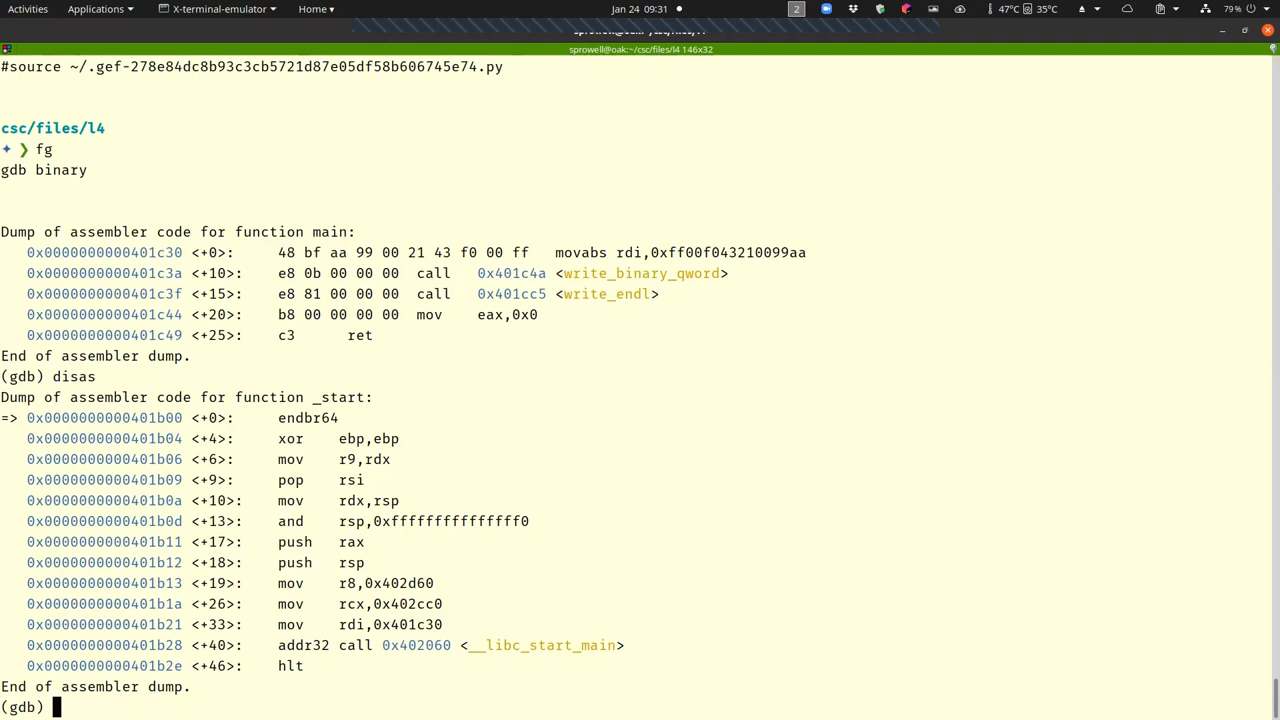 Activities Applications X-terminal-emulator Home Jan 24 09:31 2 47°C 35°C 79%
sprowell@oak:~/csc/files/l4 146x32
#source ~/.gef-278e84dc8b93c3cb5721d87e05df58b606745e74.py
csc/files/l4
✦ ❯ fg
gdb binary
Dump of assembler code for function main:
0x0000000000401c30 <+0>: 48 bf aa 99 00 21 43 f0 00 ff movabs rdi,0xff00f043210099aa
0x0000000000401c3a <+10>: e8 0b 00 00 00 call 0x401c4a <write_binary_qword>
0x0000000000401c3f <+15>: e8 81 00 00 00 call 0x401cc5 <write_endl>
0x0000000000401c44 <+20>: b8 00 00 00 00 mov eax,0x0
0x0000000000401c49 <+25>: c3 ret
End of assembler dump.
(gdb) disas
Dump of assembler code for function _start:
=> 0x0000000000401b00 <+0>: endbr64
0x0000000000401b04 <+4>: xor ebp,ebp
0x0000000000401b06 <+6>: mov r9,rdx
0x0000000000401b09 <+9>: pop rsi
0x0000000000401b0a <+10>: mov rdx,rsp
0x0000000000401b0d <+13>: and rsp,0xfffffffffffffff0
0x0000000000401b11 <+17>: push rax
0x0000000000401b12 <+18>: push rsp
0x0000000000401b13 <+19>: mov r8,0x402d60
0x0000000000401b1a <+26>: mov rcx,0x402cc0
0x0000000000401b21 <+33>: mov rdi,0x401c30
0x0000000000401b28 <+40>: addr32 call 0x402060 <__libc_start_main>
0x0000000000401b2e <+46>: hlt
End of assembler dump.
(gdb)